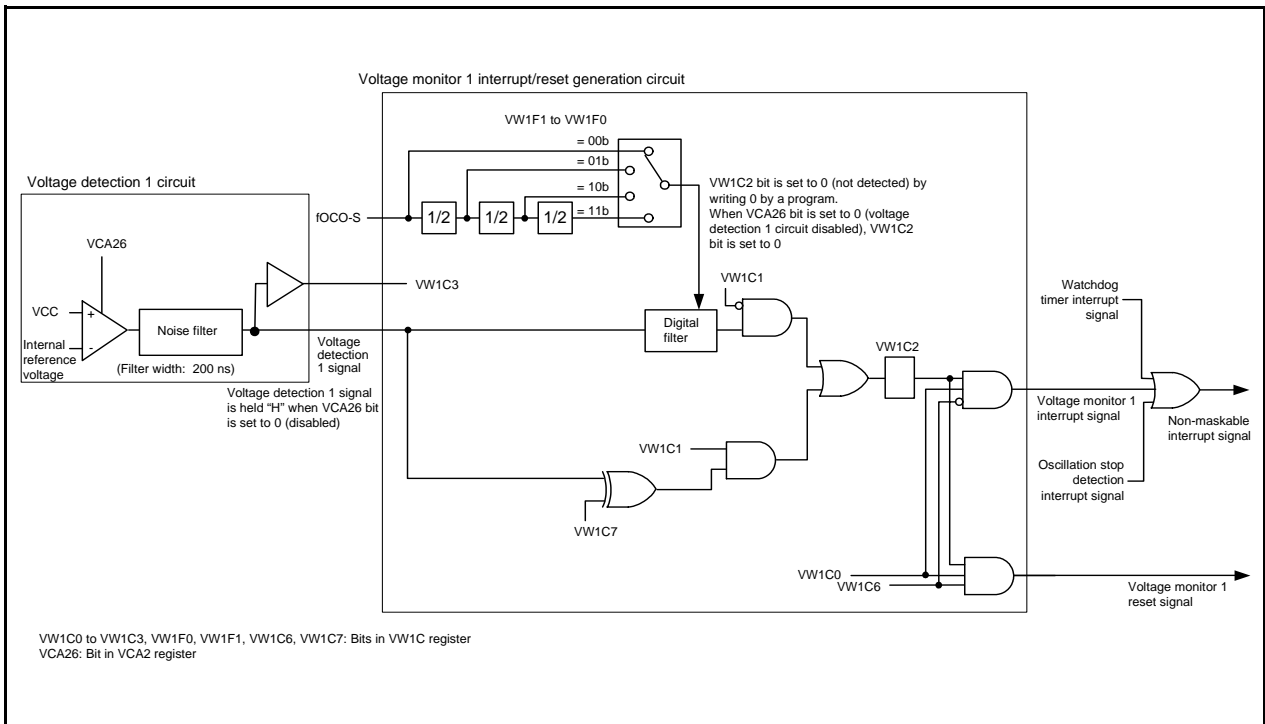 Voltage monitor 1 interrupt/reset generation circuit
VW1F1 to VW1F0
= 00b
= 01b
= 10b
= 11b
fOCO-S
1/2
1/2
1/2
VW1C2 bit is set to 0 (not detected) by
writing 0 by a program.
When VCA26 bit is set to 0 (voltage
detection 1 circuit disabled), VW1C2
bit is set to 0
Voltage detection 1 circuit
VCA26
VCC
+
Internal
reference
voltage
-
Noise filter
(Filter width: 200 ns)
VW1C3
Voltage
detection
1 signal
Voltage detection 1 signal
is held “H” when VCA26 bit
is set to 0 (disabled)
Digital
filter
VW1C1
VW1C2
VW1C1
VW1C7
VW1C0
VW1C6
Watchdog
timer interrupt
signal
Voltage monitor 1
interrupt signal
Non-maskable
interrupt signal
Oscillation stop
detection
interrupt signal
Voltage monitor 1
reset signal
VW1C0 to VW1C3, VW1F0, VW1F1, VW1C6, VW1C7: Bits in VW1C register
VCA26: Bit in VCA2 register